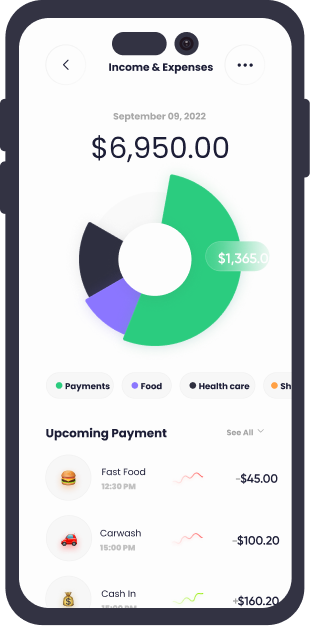 Income & Expenses
September 09, 2022
$6,950.00
$1,365.0
Payments
Food
Health care
Sh
Upcoming Payment
See All
Fast Food
12:30 PM
-$45.00
Carwash
15:00 PM
-$100.20
Cash In
+$160.20